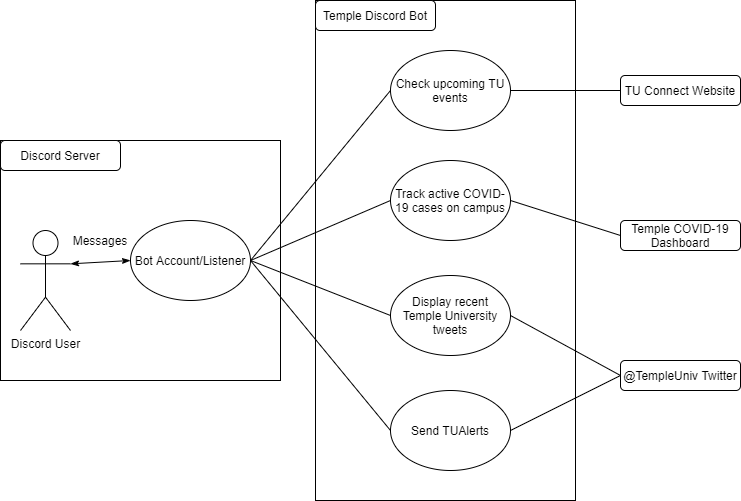 Temple Discord Bot
Check upcoming TU
events
TU Connect Website
Discord Server
Track active COVID-
19 cases on campus
Temple COVID-19
Dashboard
Messages
Bot Account/Listener
Discord User
Display recent
Temple University
tweets
@TempleUniv Twitter
Send TUAlerts